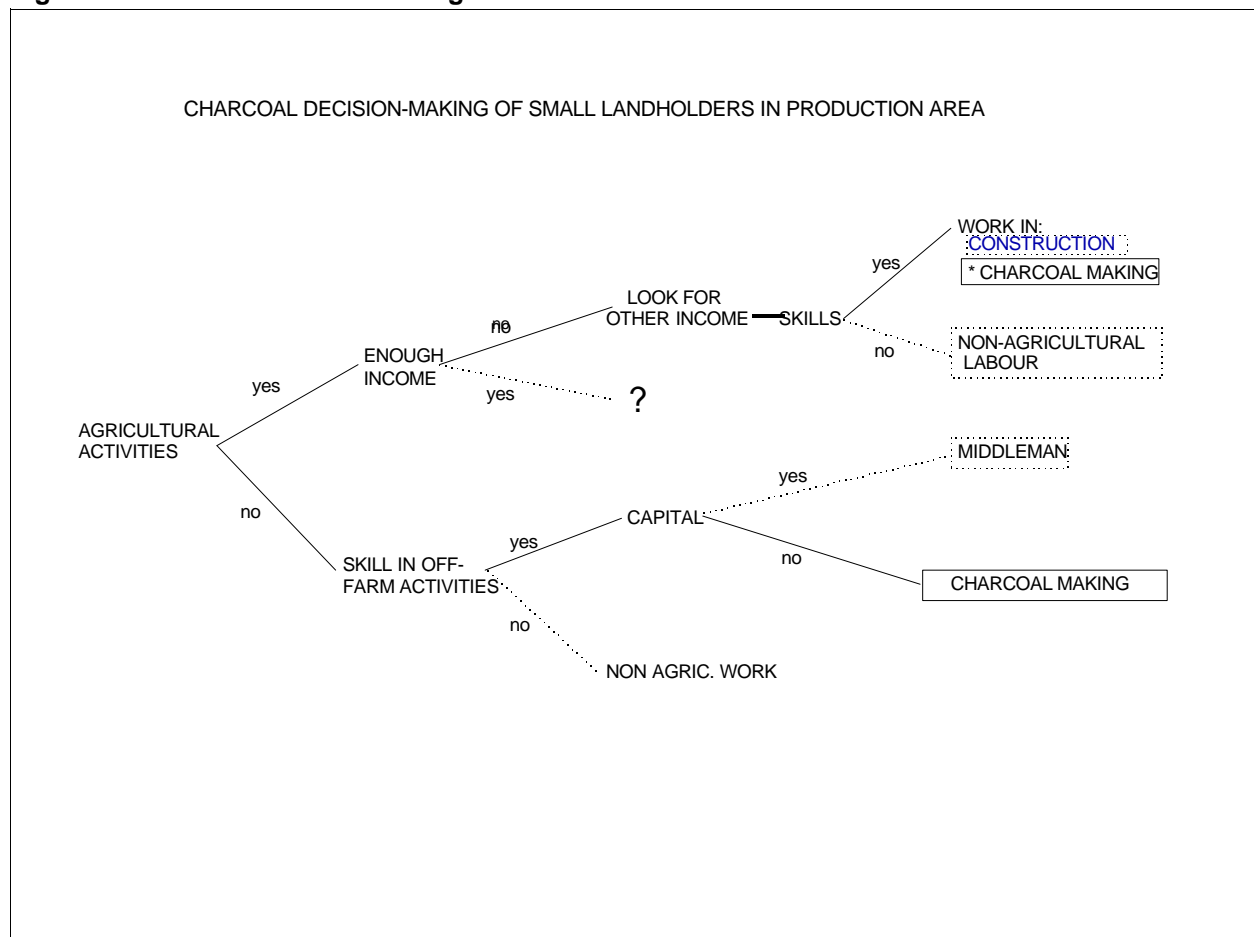 CHARCOAL DECISION-MAKING OF SMALL LANDHOLDERS IN PRODUCTION AREA
WORK IN:
CONSTRUCTION
* CHARCOAL MAKING
yes
LOOK FOR
OTHER INCOME
SKILLS
no
no
NON-AGRICULTURAL
LABOUR
ENOUGH
INCOME
yes
yes
?
AGRICULTURAL
ACTIVITIES
MIDDLEMAN
yes
no
CAPITAL
yes
no
SKILL IN OFF-
FARM ACTIVITIES
CHARCOAL MAKING
no
NON AGRIC. WORK